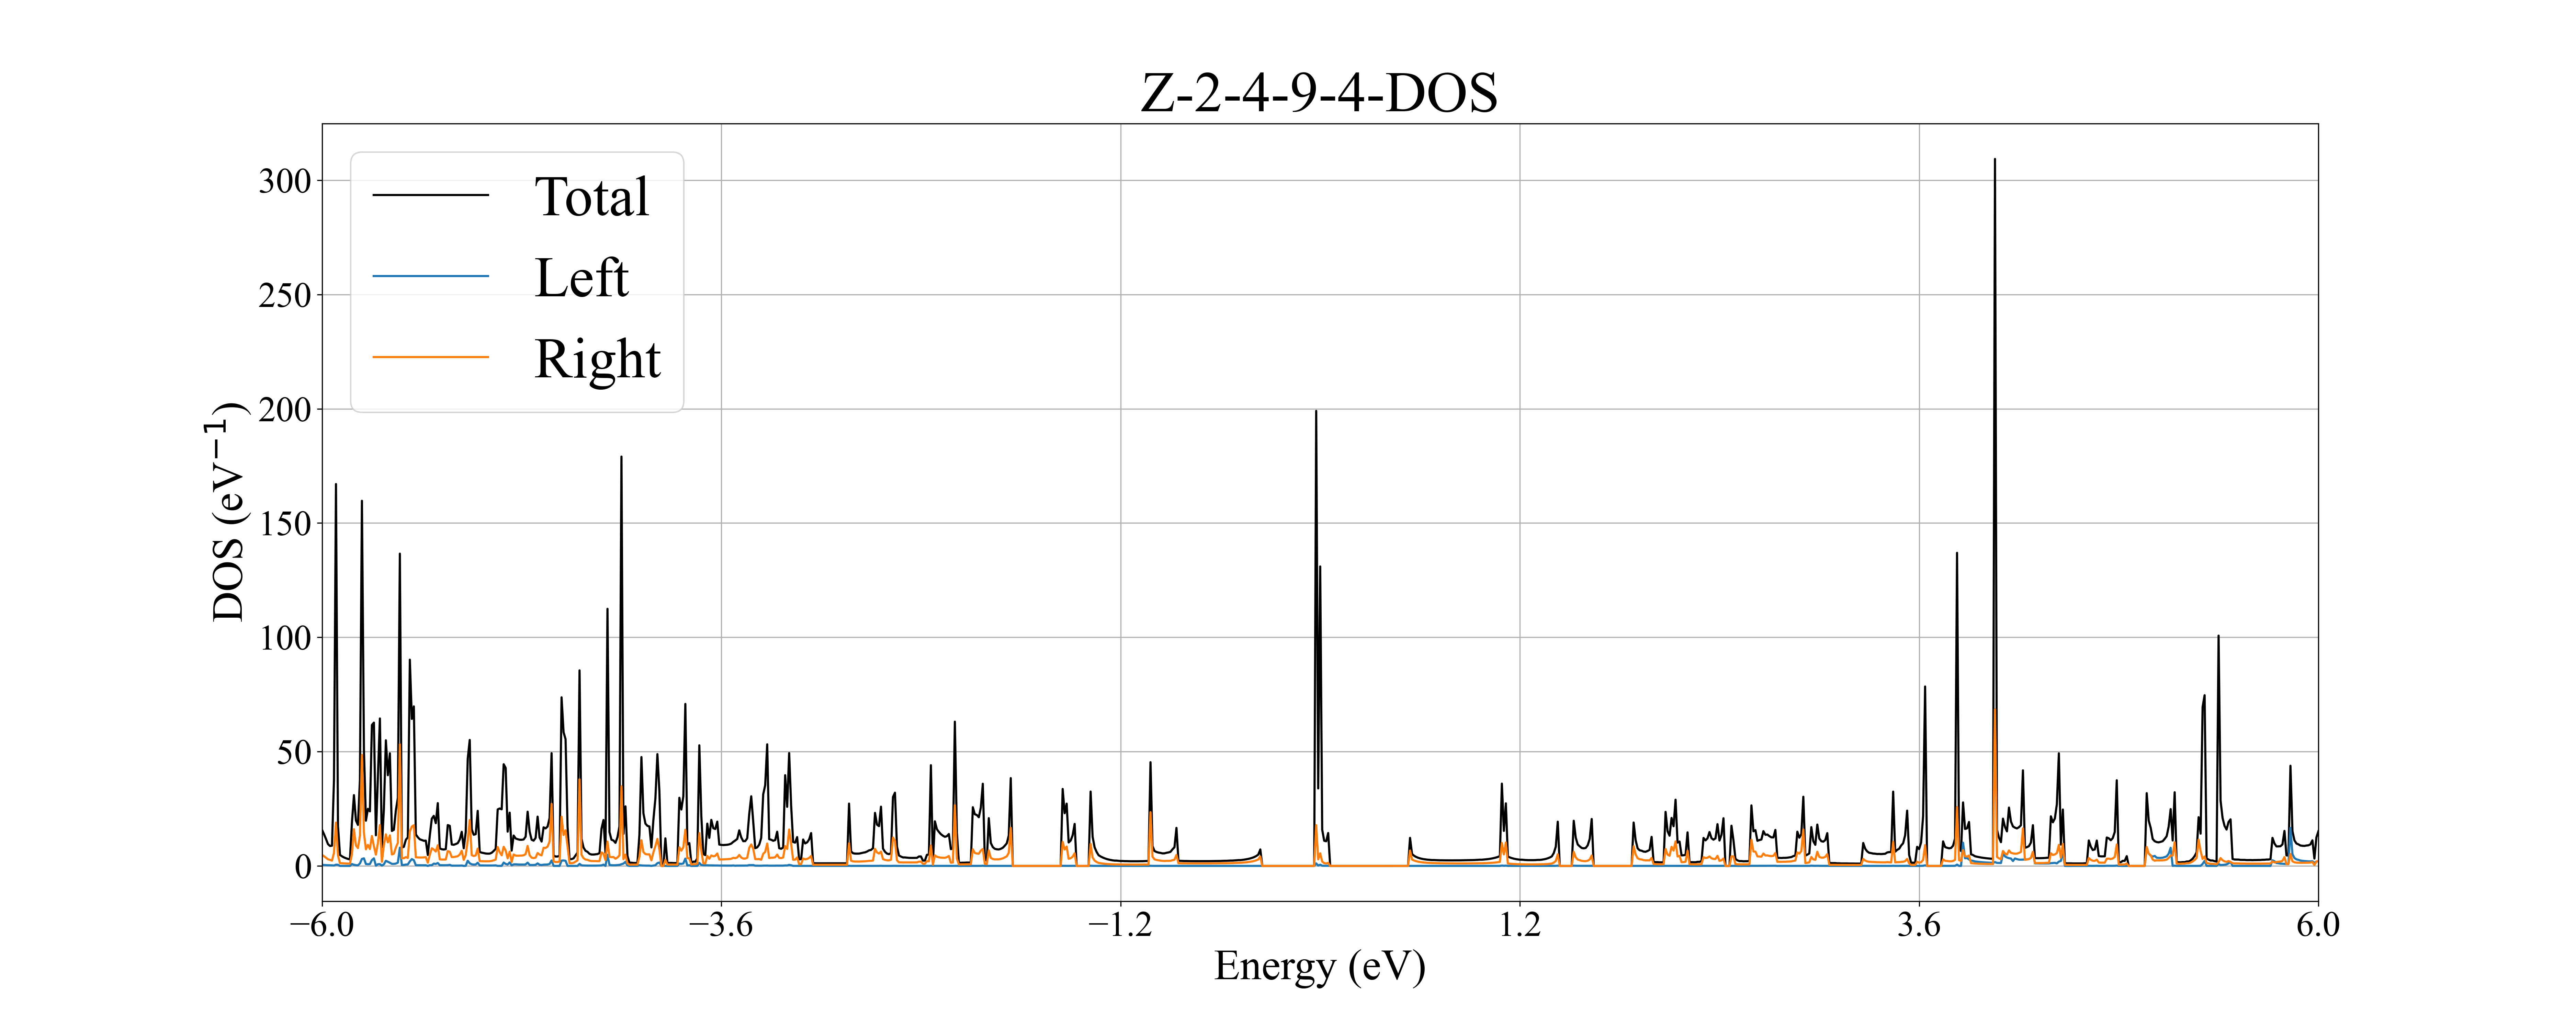 Z-2-4-9-4-DOS
Total
Left
Right
300
250
200
150
100
50
0
DOS (eV⁻¹)
−6.0 −3.6 −1.2 1.2 3.6 6.0
Energy (eV)